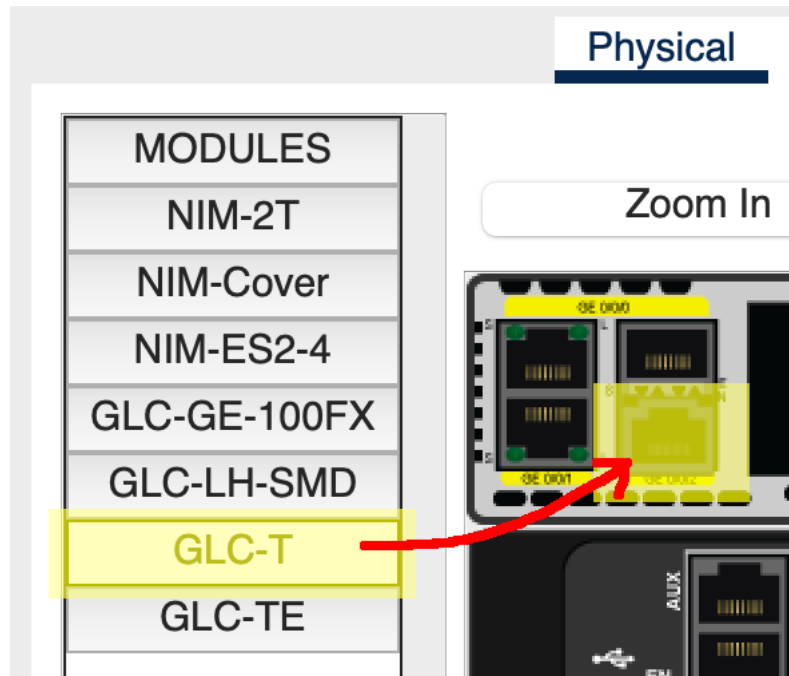 Physical
MODULES
NIM-2T
NIM-Cover
NIM-ES2-4
GLC-GE-100FX
GLC-LH-SMD
GLC-T
GLC-TE
Zoom In
GE 0/0/0
GE 0/0/1
GE 0/0/2
AUX